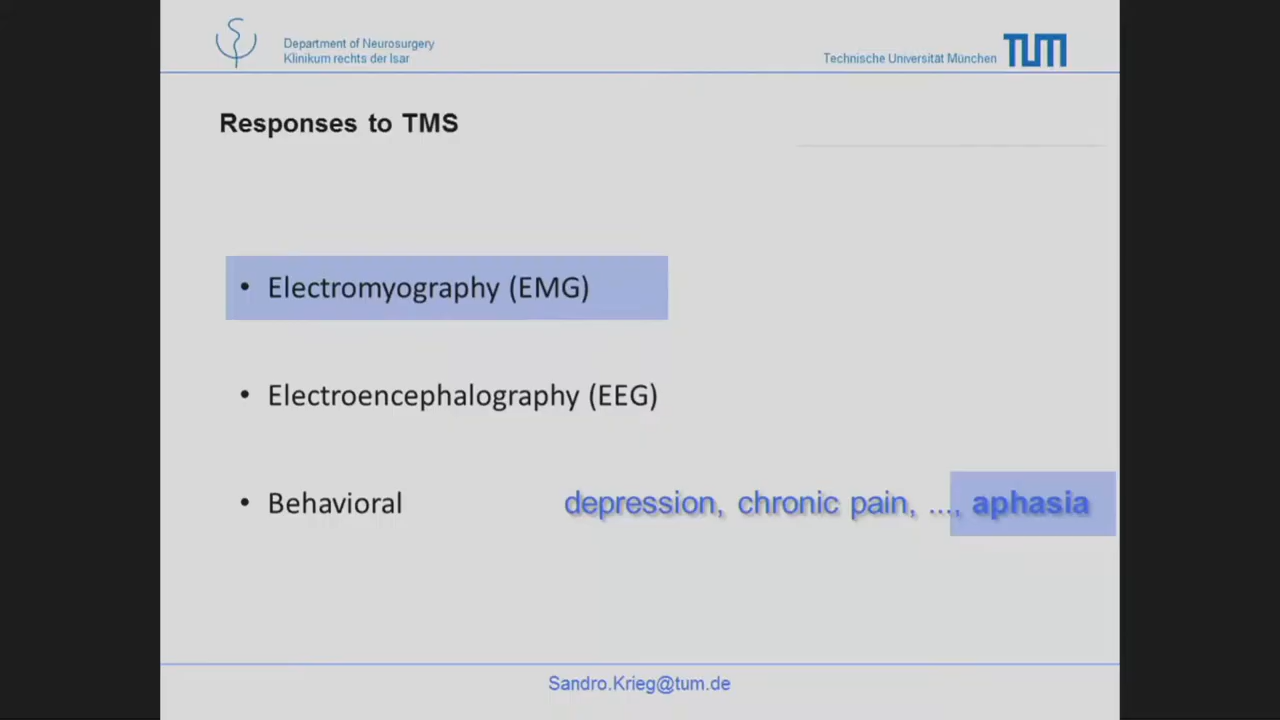 Department of Neurosurgery
Klinikum rechts der Isar
Technische Universität München TUM
Responses to TMS
• Electromyography (EMG)
• Electroencephalography (EEG)
• Behavioral depression, chronic pain, ..., aphasia
Sandro.Krieg@tum.de